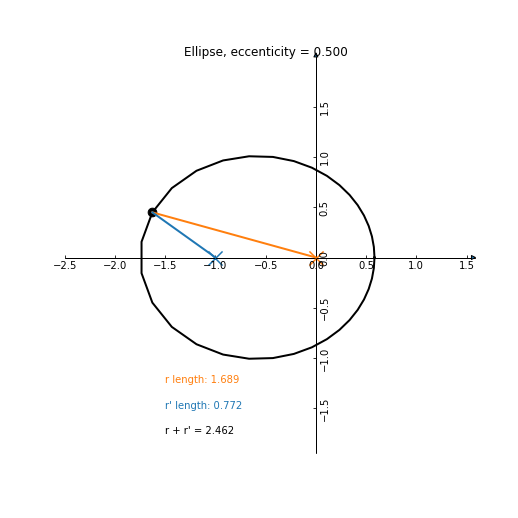 Ellipse, eccentricity = 0.500
1.5
1.0
0.5
0.0
−2.5 −2.0 −1.5 −1.0 −0.5 0.0 0.5 1.0 1.5
−0.5
−1.0
−1.5
r length: 1.689
r' length: 0.772
r + r' = 2.462